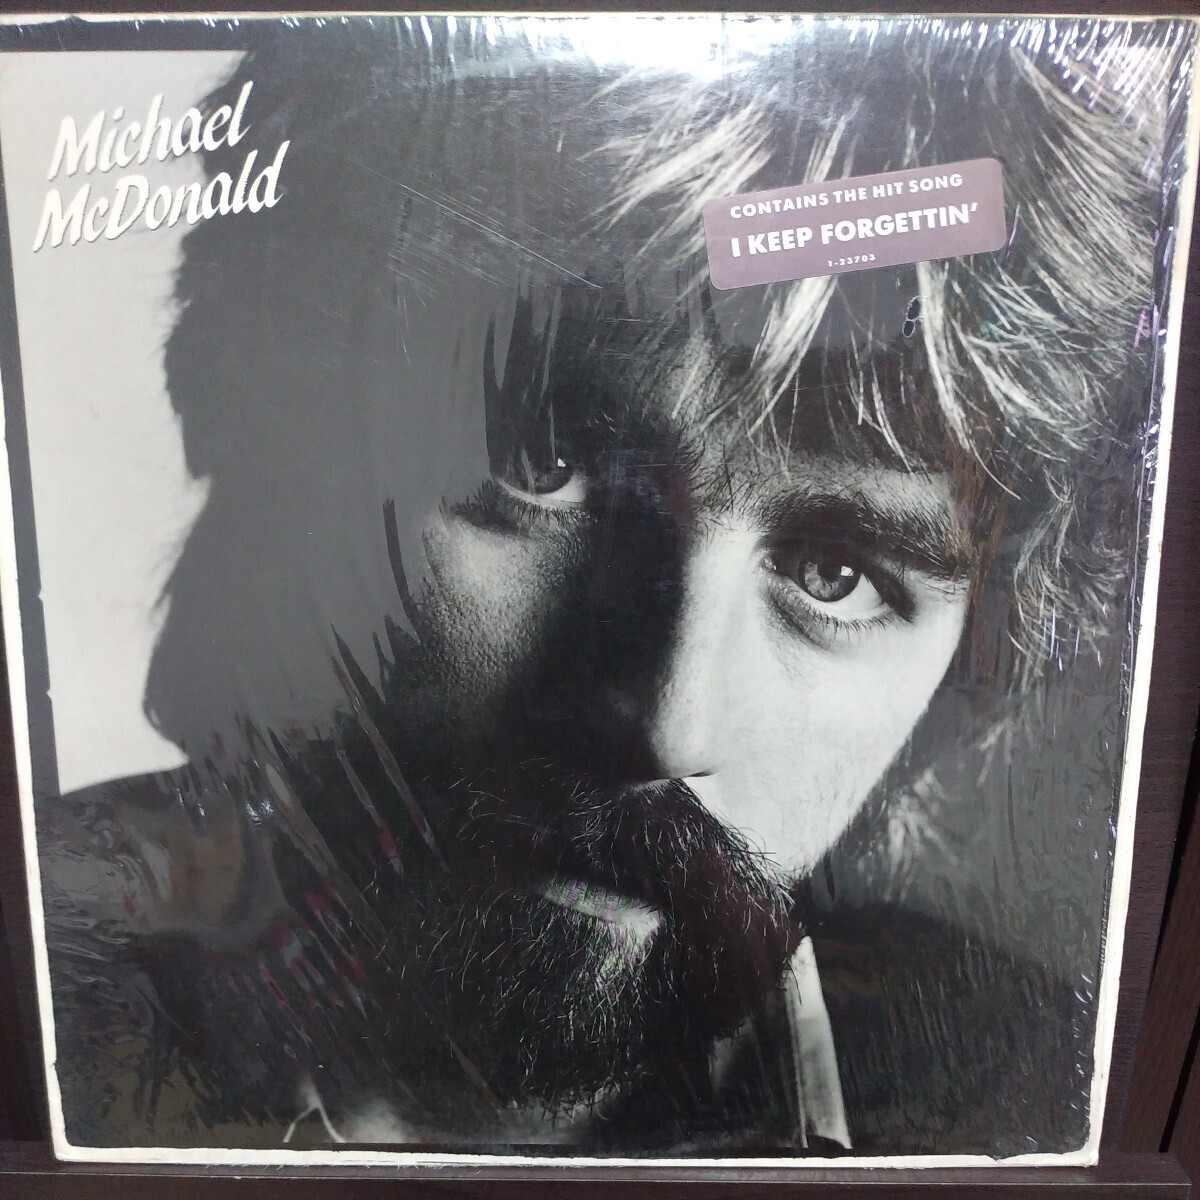 Michael
McDonald
CONTAINS THE HIT SONG
I KEEP FORGETTIN'
1-23703